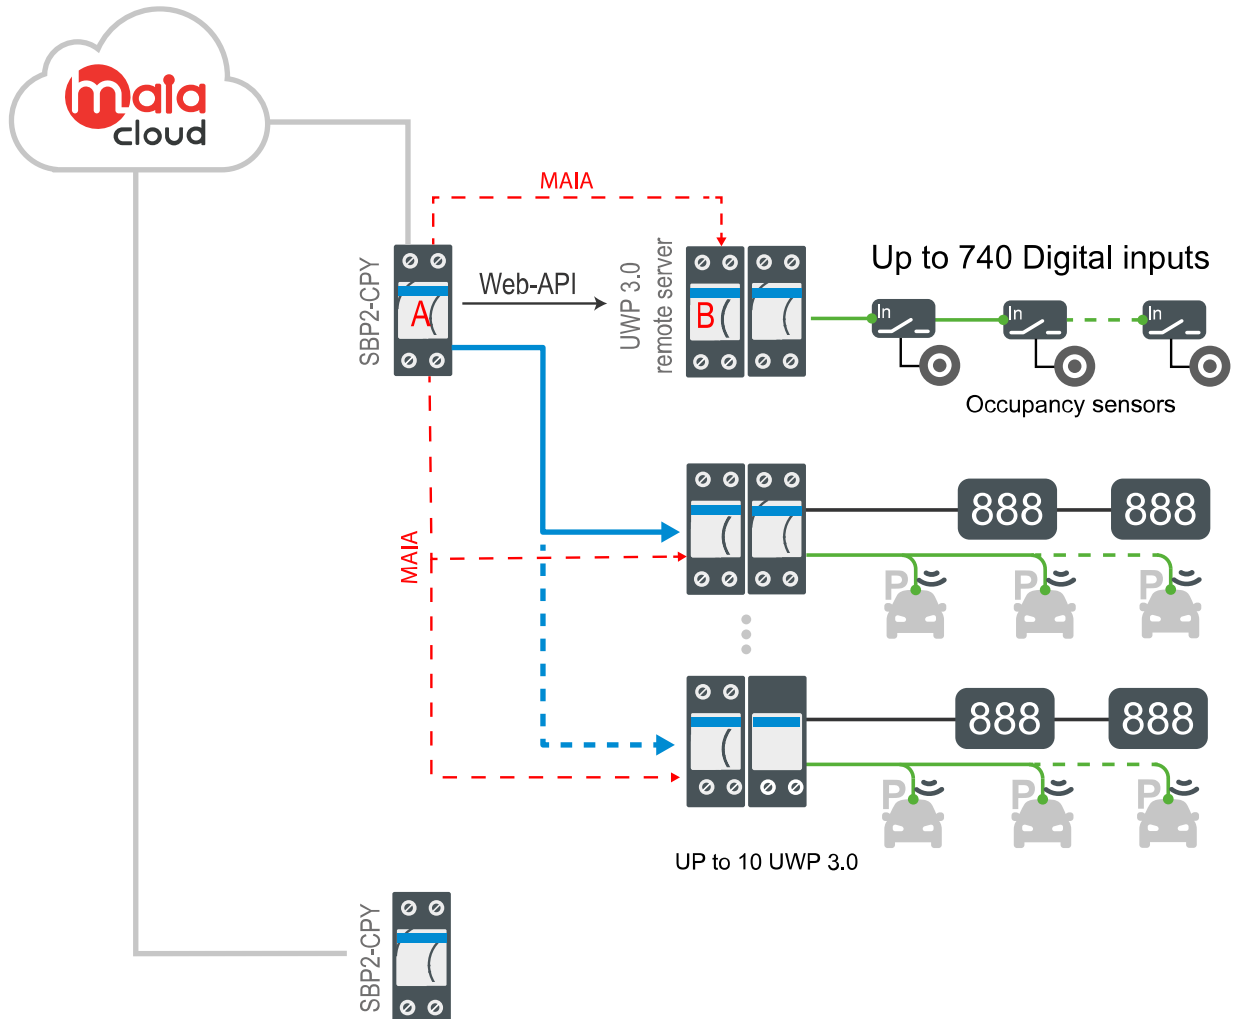 maia
cloud
MAIA
SBP2-CPY
A
Web-API
UWP 3.0
remote server
B
Up to 740 Digital inputs
In
In
In
Occupancy sensors
MAIA
888
888
P
P
P
888
888
P
P
P
UP to 10 UWP 3.0
SBP2-CPY